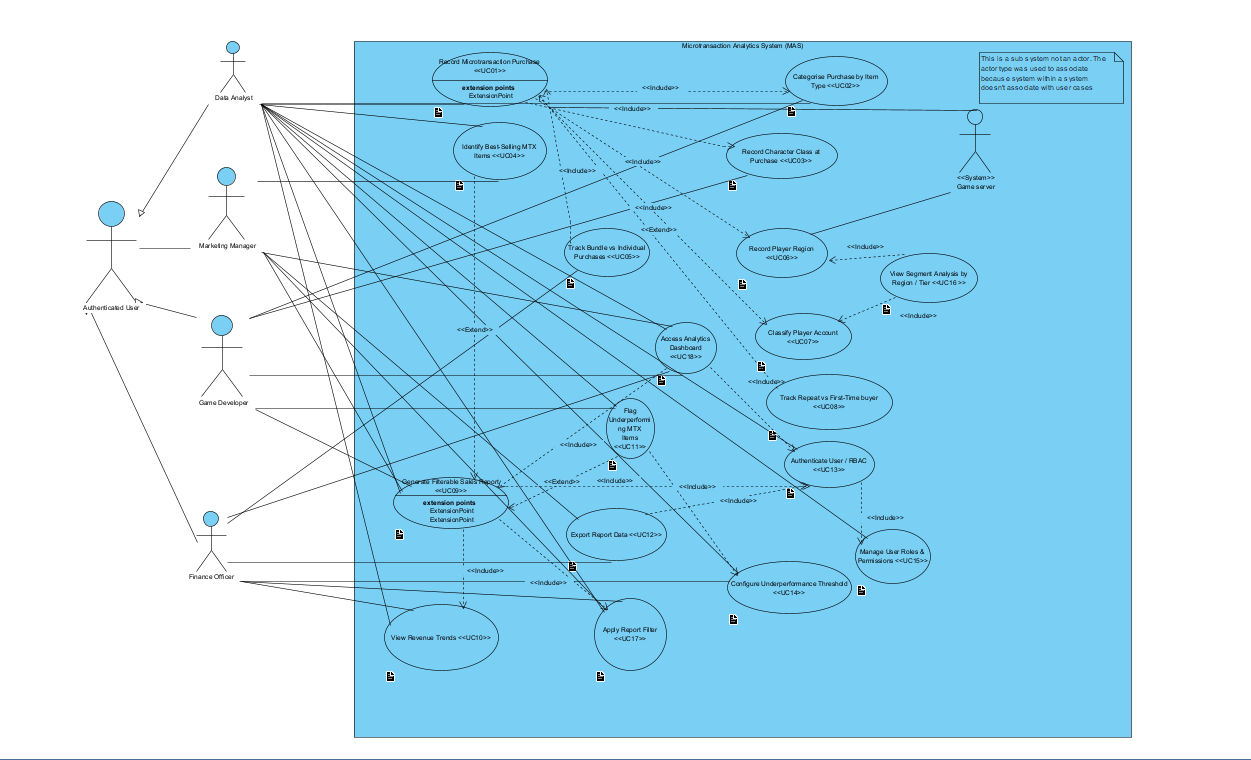 Microtransaction Analytics System (MAS)
This is a sub system not an actor. The
actor type was used to associate
because system within a system
doesn't associate with user cases
Record Microtransaction Purchase
<<UC01>>
extension points
ExtensionPoint
Categorise Purchase by Item
Type <<UC02>>
<<Include>>
<<Include>>
Data Analyst
Identify Best-Selling MTX
Items <<UC04>>
Record Character Class at
Purchase <<UC03>>
<<Include>>
<<Include>>
<<System>>
Game server
<<Include>>
<<Extend>>
Marketing Manager
Track Bundle vs Individual
Purchases <<UC05>>
Record Player Region
<<UC06>>
<<Include>>
View Segment Analysis by
Region / Tier <<UC16>>
Authenticated User
<<Include>>
<<Extend>>
Classify Player Account
<<UC07>>
Access Analytics
Dashboard
<<UC18>>
<<Include>>
Game Developer
Track Repeat vs First-Time buyer
<<UC08>>
Flag
Underperformi
ng MTX
Items
<<UC11>>
<<Include>>
Authenticate User / RBAC
<<UC13>>
Generate Filterable Sales Report
<<UC09>>
extension points
ExtensionPoint
ExtensionPoint
<<Extend>>
<<Include>>
<<Include>>
<<Include>>
<<Include>>
Export Report Data <<UC12>>
Manage User Roles &
Permissions <<UC15>>
Finance Officer
<<Include>>
<<Include>>
Configure Underperformance Threshold
<<UC14>>
View Revenue Trends <<UC10>>
Apply Report Filter
<<UC17>>